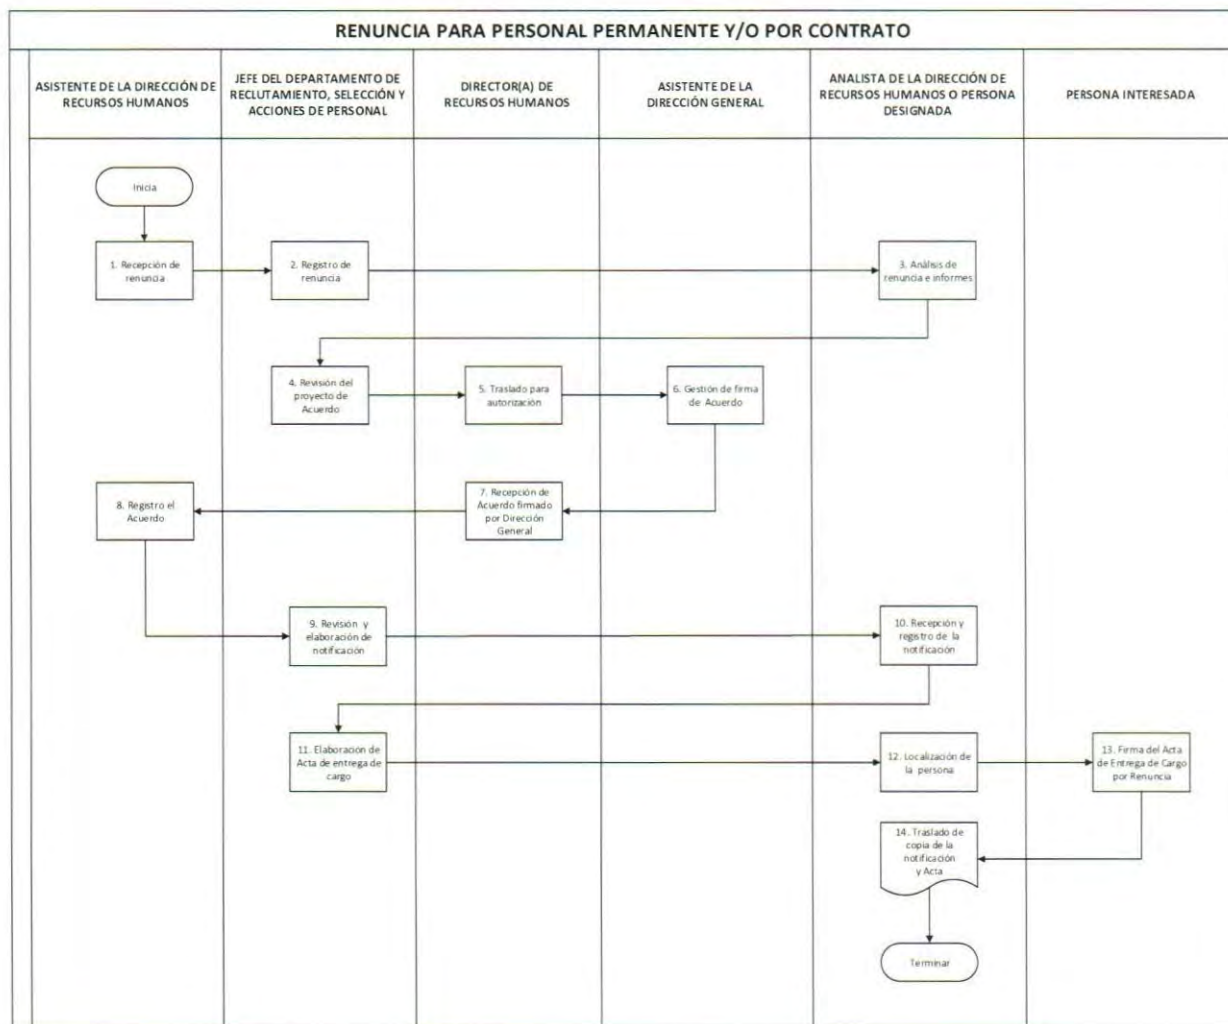 RENUNCIA PARA PERSONAL PERMANENTE Y/O POR CONTRATO
ASISTENTE DE LA DIRECCIÓN DE
RECURSOS HUMANOS
JEFE DEL DEPARTAMENTO DE
RECLUTAMIENTO, SELECCIÓN Y
ACCIONES DE PERSONAL
DIRECTOR(A) DE
RECURSOS HUMANOS
ASISTENTE DE LA
DIRECCIÓN GENERAL
ANALISTA DE LA DIRECCIÓN DE
RECURSOS HUMANOS O PERSONA
DESIGNADA
PERSONA INTERESADA
Inicia
1. Recepción de
renuncia
2. Registro de
renuncia
3. Análisis de
renuncia e informes
4. Revisión del
proyecto de
Acuerdo
5. Traslado para
autorización
6. Gestión de firma
de Acuerdo
7. Recepción de
Acuerdo firmado
por Dirección
General
8. Registro el
Acuerdo
9. Revisión y
elaboración de
notificación
10. Recepción y
registro de la
notificación
11. Elaboración de
Acta de entrega de
cargo
12. Localización de
la persona
13. Firma del Acta
de Entrega de Cargo
por Renuncia
14. Traslado de
copia de la
notificación
y Acta
Terminar